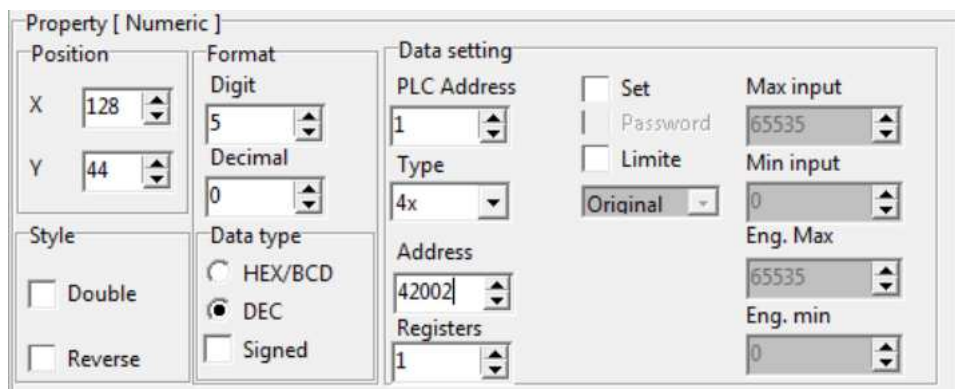 Property [ Numeric ]
Position
X 128
Y 44
Format
Digit
5
Decimal
0
Data setting
PLC Address
1
Type
4x
Address
42002
Registers
1
Set
Password
Limite
Original
Max input
65535
Min input
0
Eng. Max
65535
Eng. min
0
Style
Double
Reverse
Data type
HEX/BCD
DEC
Signed